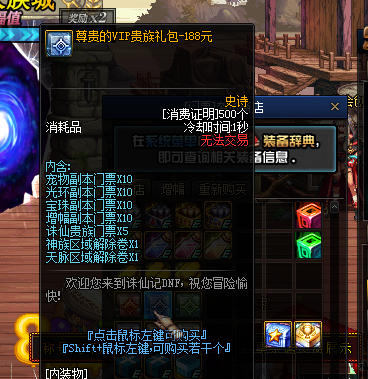 奖励 x2
尊贵的VIP贵族礼包-188元
史诗
[消费证明]500个
冷却时间:1秒
消耗品
无法交易
店
装备辞典,
即可查询相关装备信息。
内含:
宠物副本门票X10
光环副本门票X10
宝珠副本门票X10
增幅副本门票X10
诛仙贵族门票X5
神族区域解除卷X1
天脉区域解除卷X1
增幅 重新购买
欢迎您来到诛仙记DNF,祝您冒险愉
快!
『点击鼠标左键可购买』
『Shift+鼠标左键,可购买若干个』
展示
[内装物]